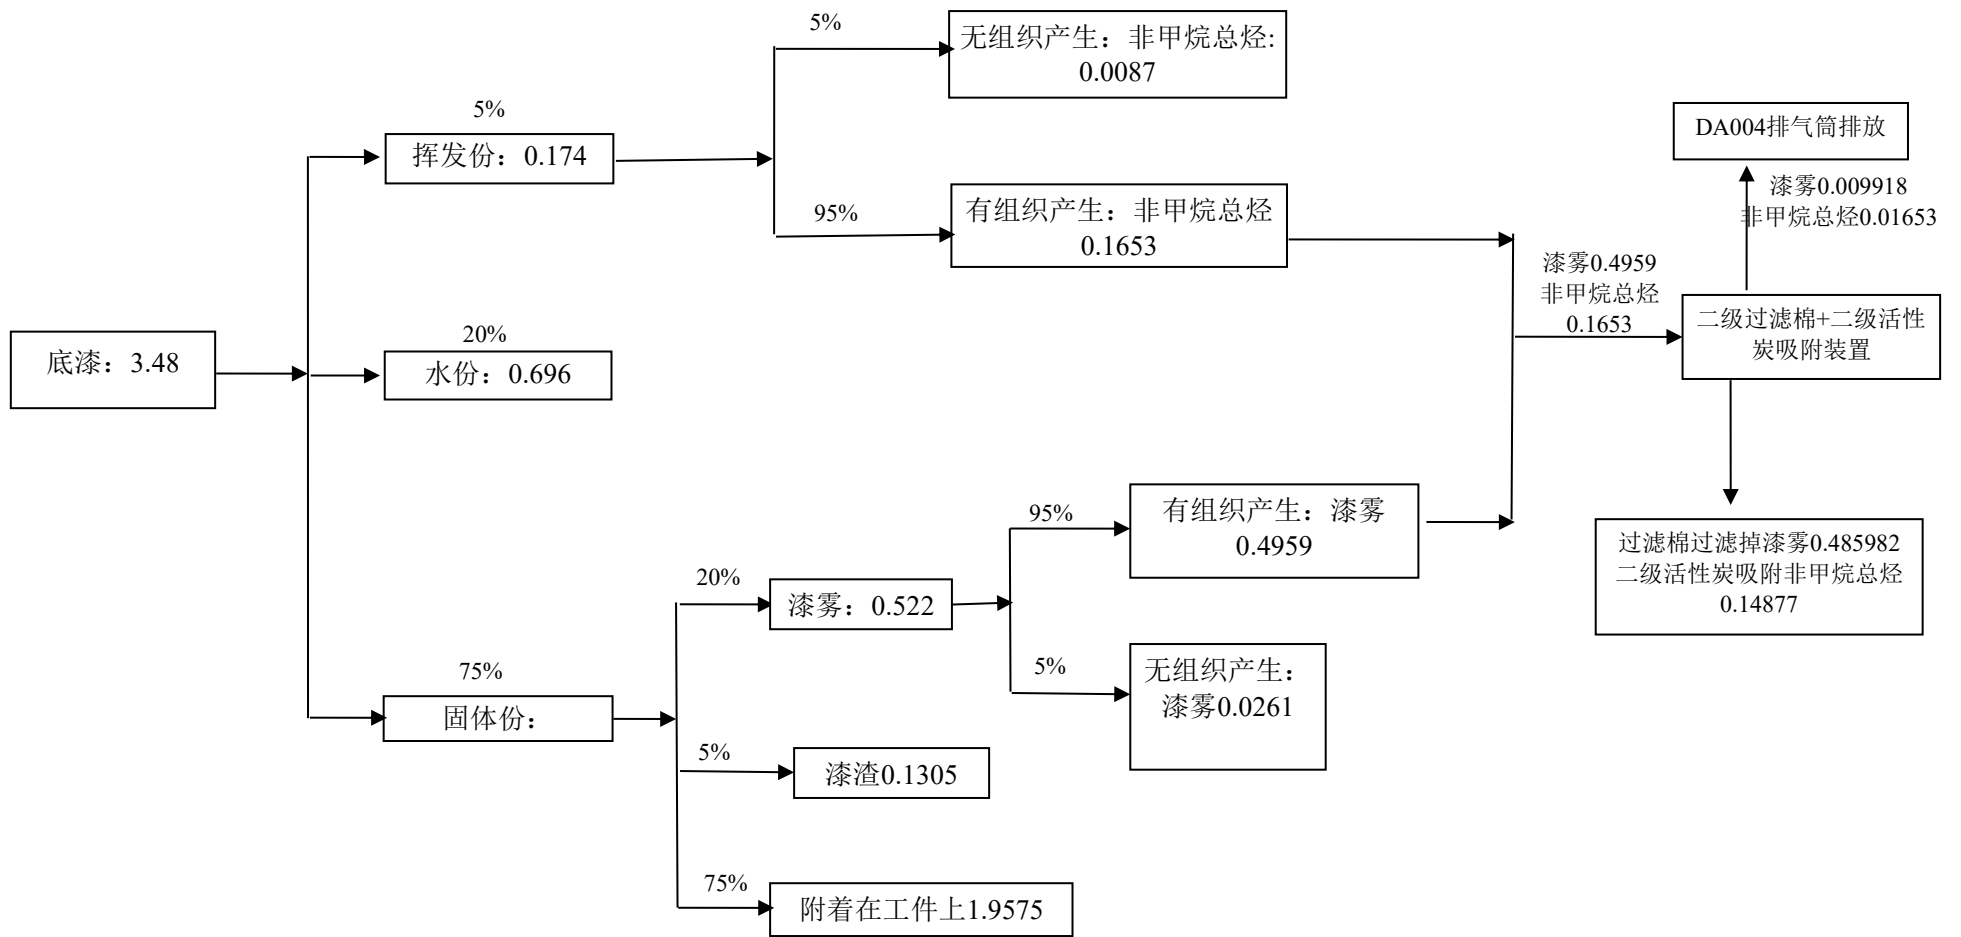 5%
无组织产生：非甲烷总烃:
0.0087
5%
挥发份：0.174
95%
有组织产生：非甲烷总烃
0.1653
DA004排气筒排放
漆雾0.009918
非甲烷总烃0.01653
漆雾0.4959
非甲烷总烃
0.1653
二级过滤棉+二级活性
炭吸附装置
底漆：3.48
20%
水份：0.696
过滤棉过滤掉漆雾0.485982
二级活性炭吸附非甲烷总烃
0.14877
75%
固体份：
20%
漆雾：0.522
95%
有组织产生：漆雾
0.4959
5%
无组织产生：
漆雾0.0261
5%
漆渣0.1305
75%
附着在工件上1.9575